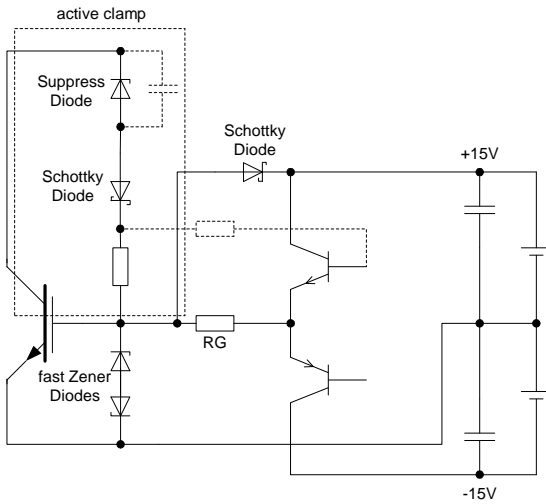 active clamp
Suppress
Diode
Schottky
Diode
+15V
Schottky
Diode
RG
fast Zener
Diodes
-15V